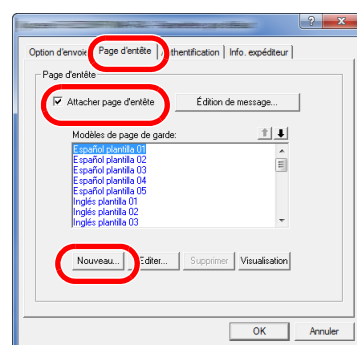 Option d'envoi Page d'entête Authentification Info. expéditeur
Page d'entête
Attacher page d'entête Édition de message...
Modèles de page de garde:
Español plantilla 01
Español plantilla 02
Español plantilla 03
Español plantilla 04
Español plantilla 05
Inglés plantilla 01
Inglés plantilla 02
Inglés plantilla 03
Nouveau... Editer... Supprimer Visualisation
OK Annuler